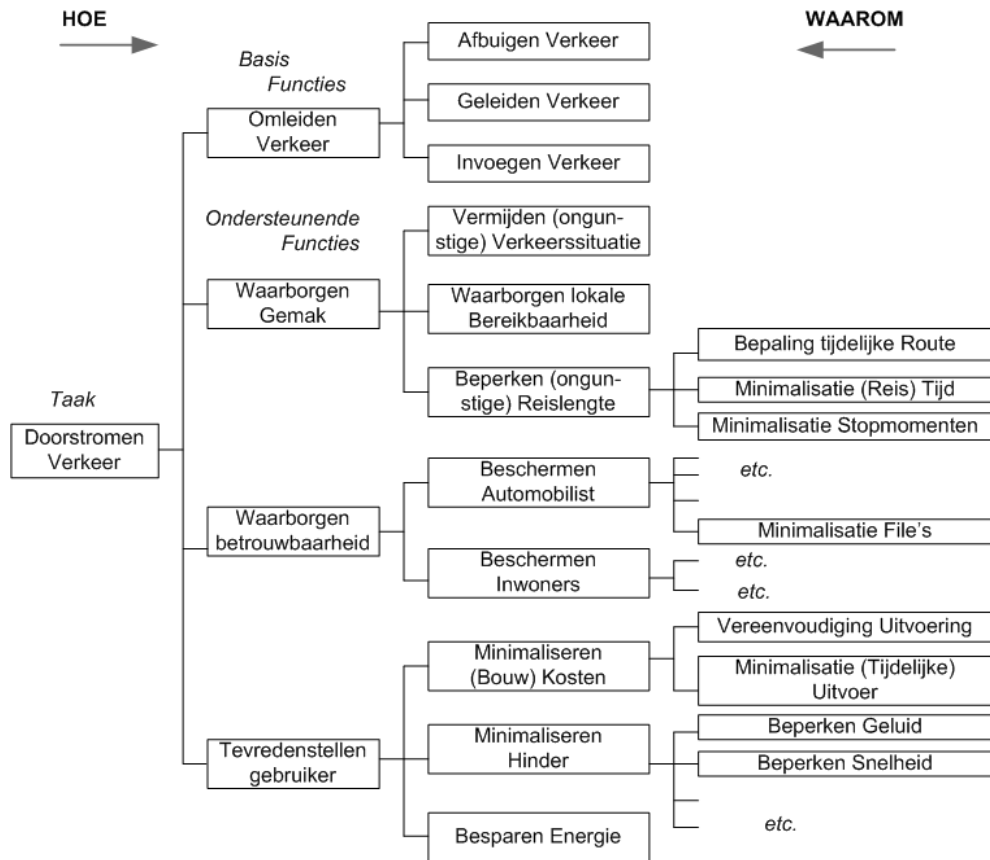 HOE
WAAROM
Basis
Functies
Afbuigen Verkeer
Geleiden Verkeer
Omleiden
Verkeer
Invoegen Verkeer
Ondersteunende
Functies
Vermijden (ongun-
stige) Verkeerssituatie
Waarborgen
Gemak
Waarborgen lokale
Bereikbaarheid
Beperken (ongun-
stige) Reislengte
Bepaling tijdelijke Route
Minimalisatie (Reis) Tijd
Minimalisatie Stopmomenten
Taak
Doorstromen
Verkeer
Waarborgen
betrouwbaarheid
Beschermen
Automobilist
etc.
Minimalisatie File's
Beschermen
Inwoners
etc.
etc.
Tevredenstellen
gebruiker
Minimaliseren
(Bouw) Kosten
Vereenvoudiging Uitvoering
Minimalisatie (Tijdelijke)
Uitvoer
Minimaliseren
Hinder
Beperken Geluid
Beperken Snelheid
etc.
Besparen Energie